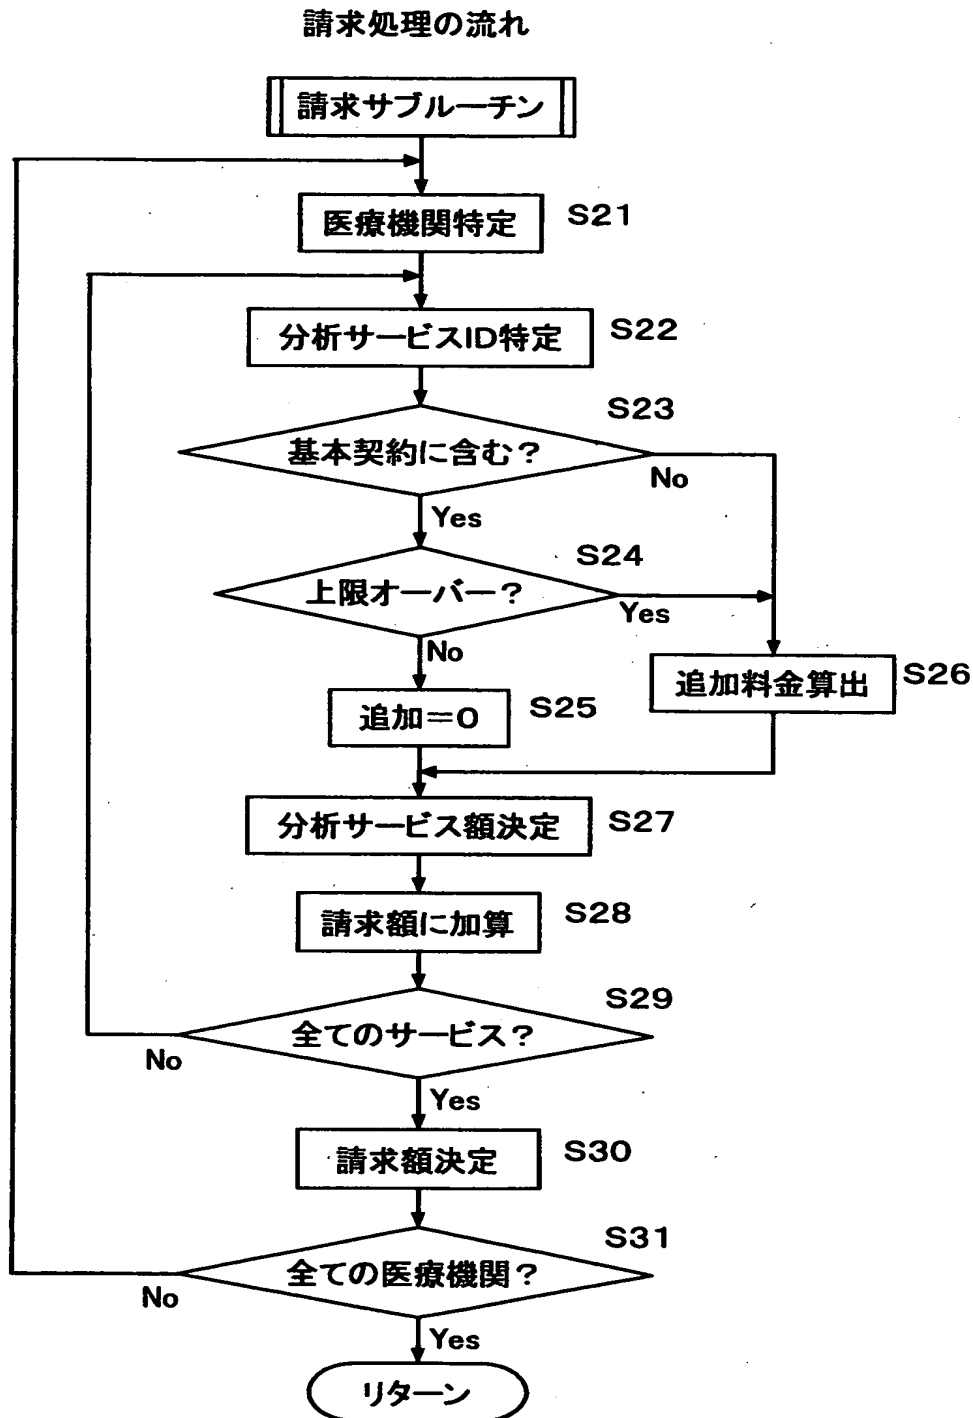 請求処理の流れ
請求サブルーチン
医療機関特定
S21
分析サービスID特定
S22
S23
基本契約に含む?
No
Yes
S24
上限オーバー?
Yes
No
追加料金算出
S26
追加=0
S25
分析サービス額決定
S27
請求額に加算
S28
S29
全てのサービス?
No
Yes
請求額決定
S30
S31
全ての医療機関?
No
Yes
リターン